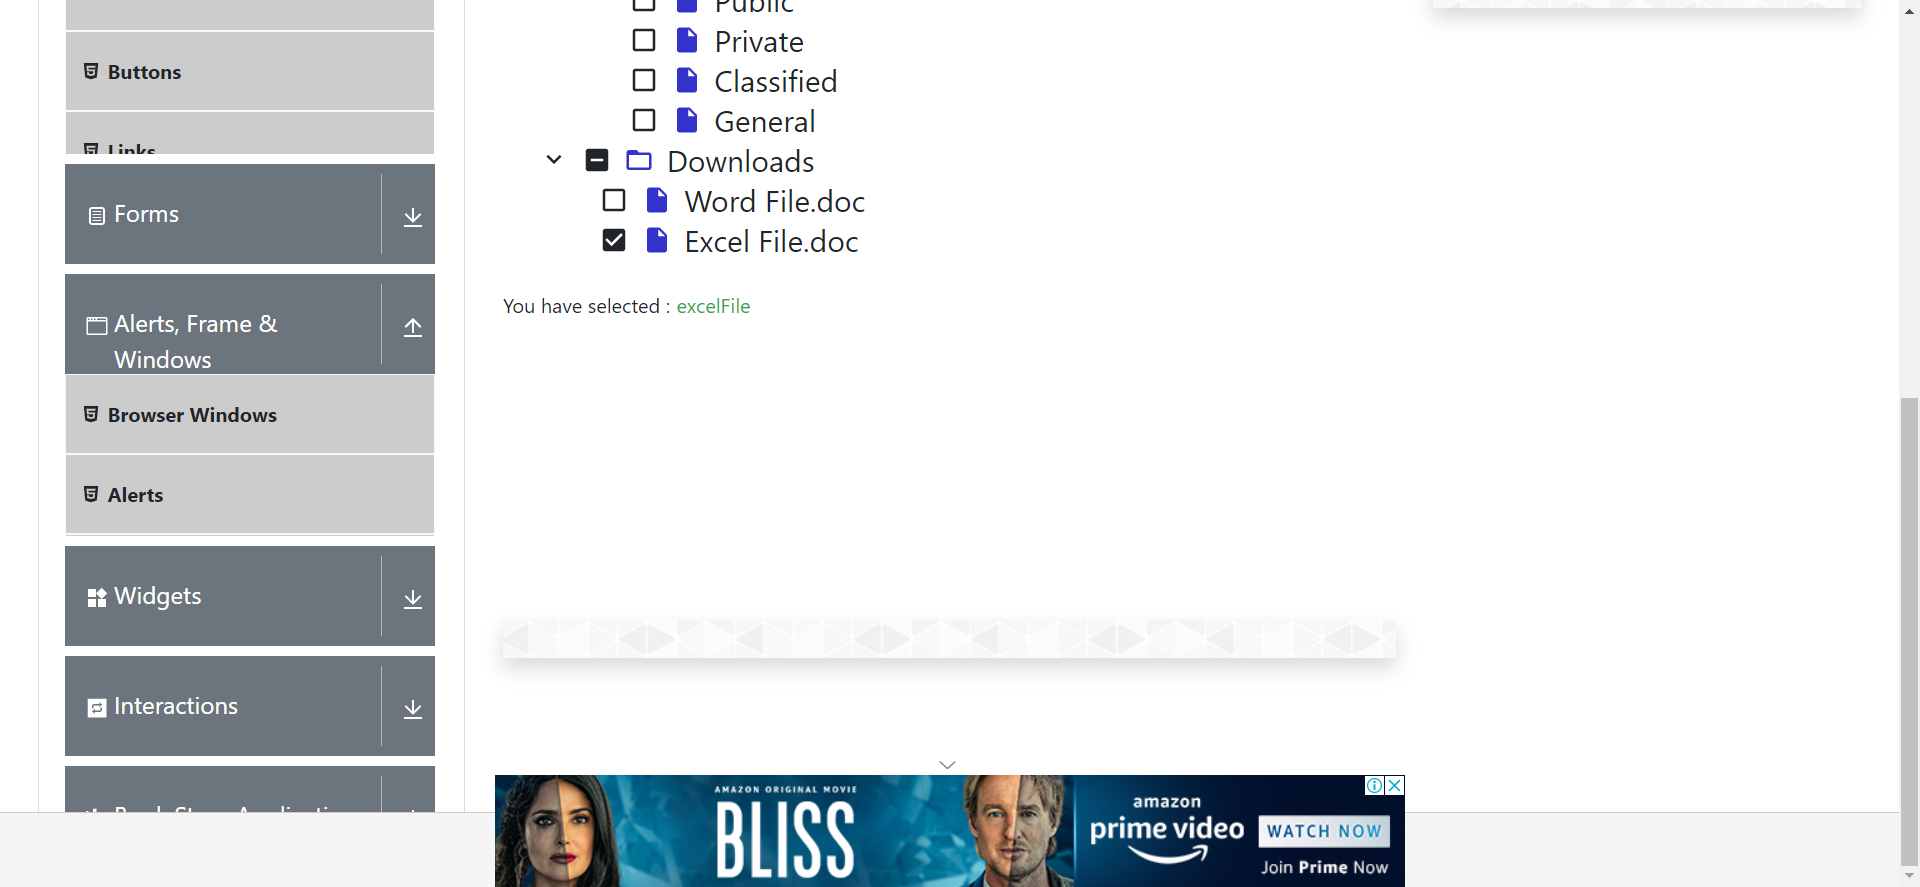 Buttons
Links
Forms
Alerts, Frame &
Windows
Browser Windows
Alerts
Widgets
Interactions
Public
Private
Classified
General
Downloads
Word File.doc
Excel File.doc
You have selected : excelFile
AMAZON ORIGINAL MOVIE
BLISS
amazon
prime video
WATCH NOW
Join Prime Now